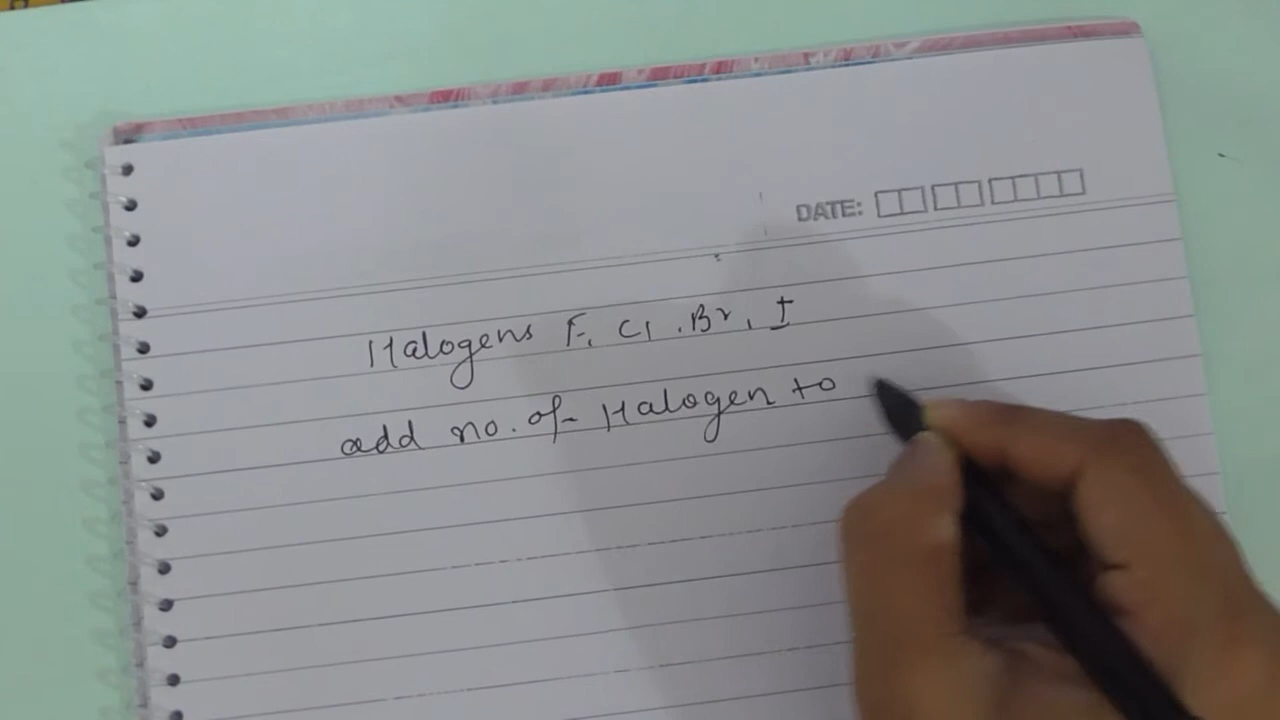 DATE:
Halogens F, Cl, Br, I
add no. of Halogen to